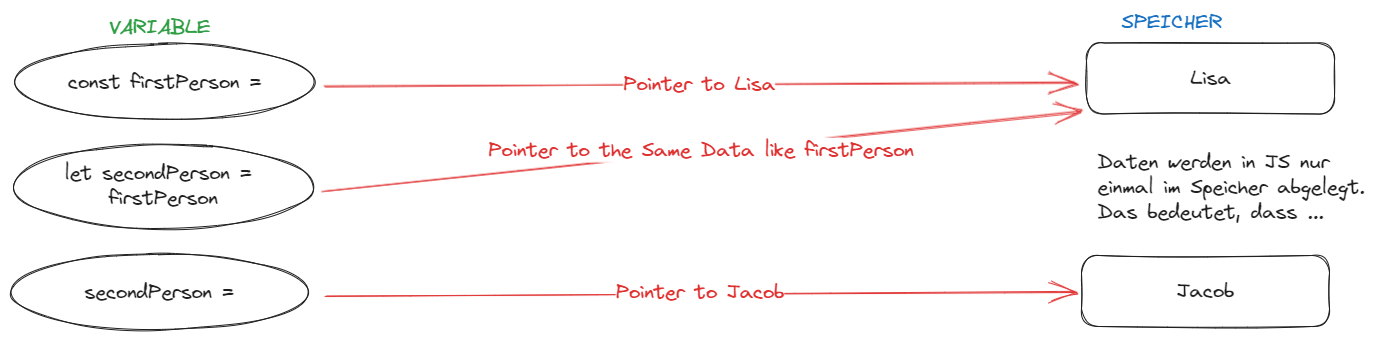 VARIABLE
SPEICHER
const firstPerson =
Pointer to Lisa
Lisa
let secondPerson =
firstPerson
Pointer to the Same Data like firstPerson
Daten werden in JS nur
einmal im Speicher abgelegt.
Das bedeutet, dass ...
secondPerson =
Pointer to Jacob
Jacob